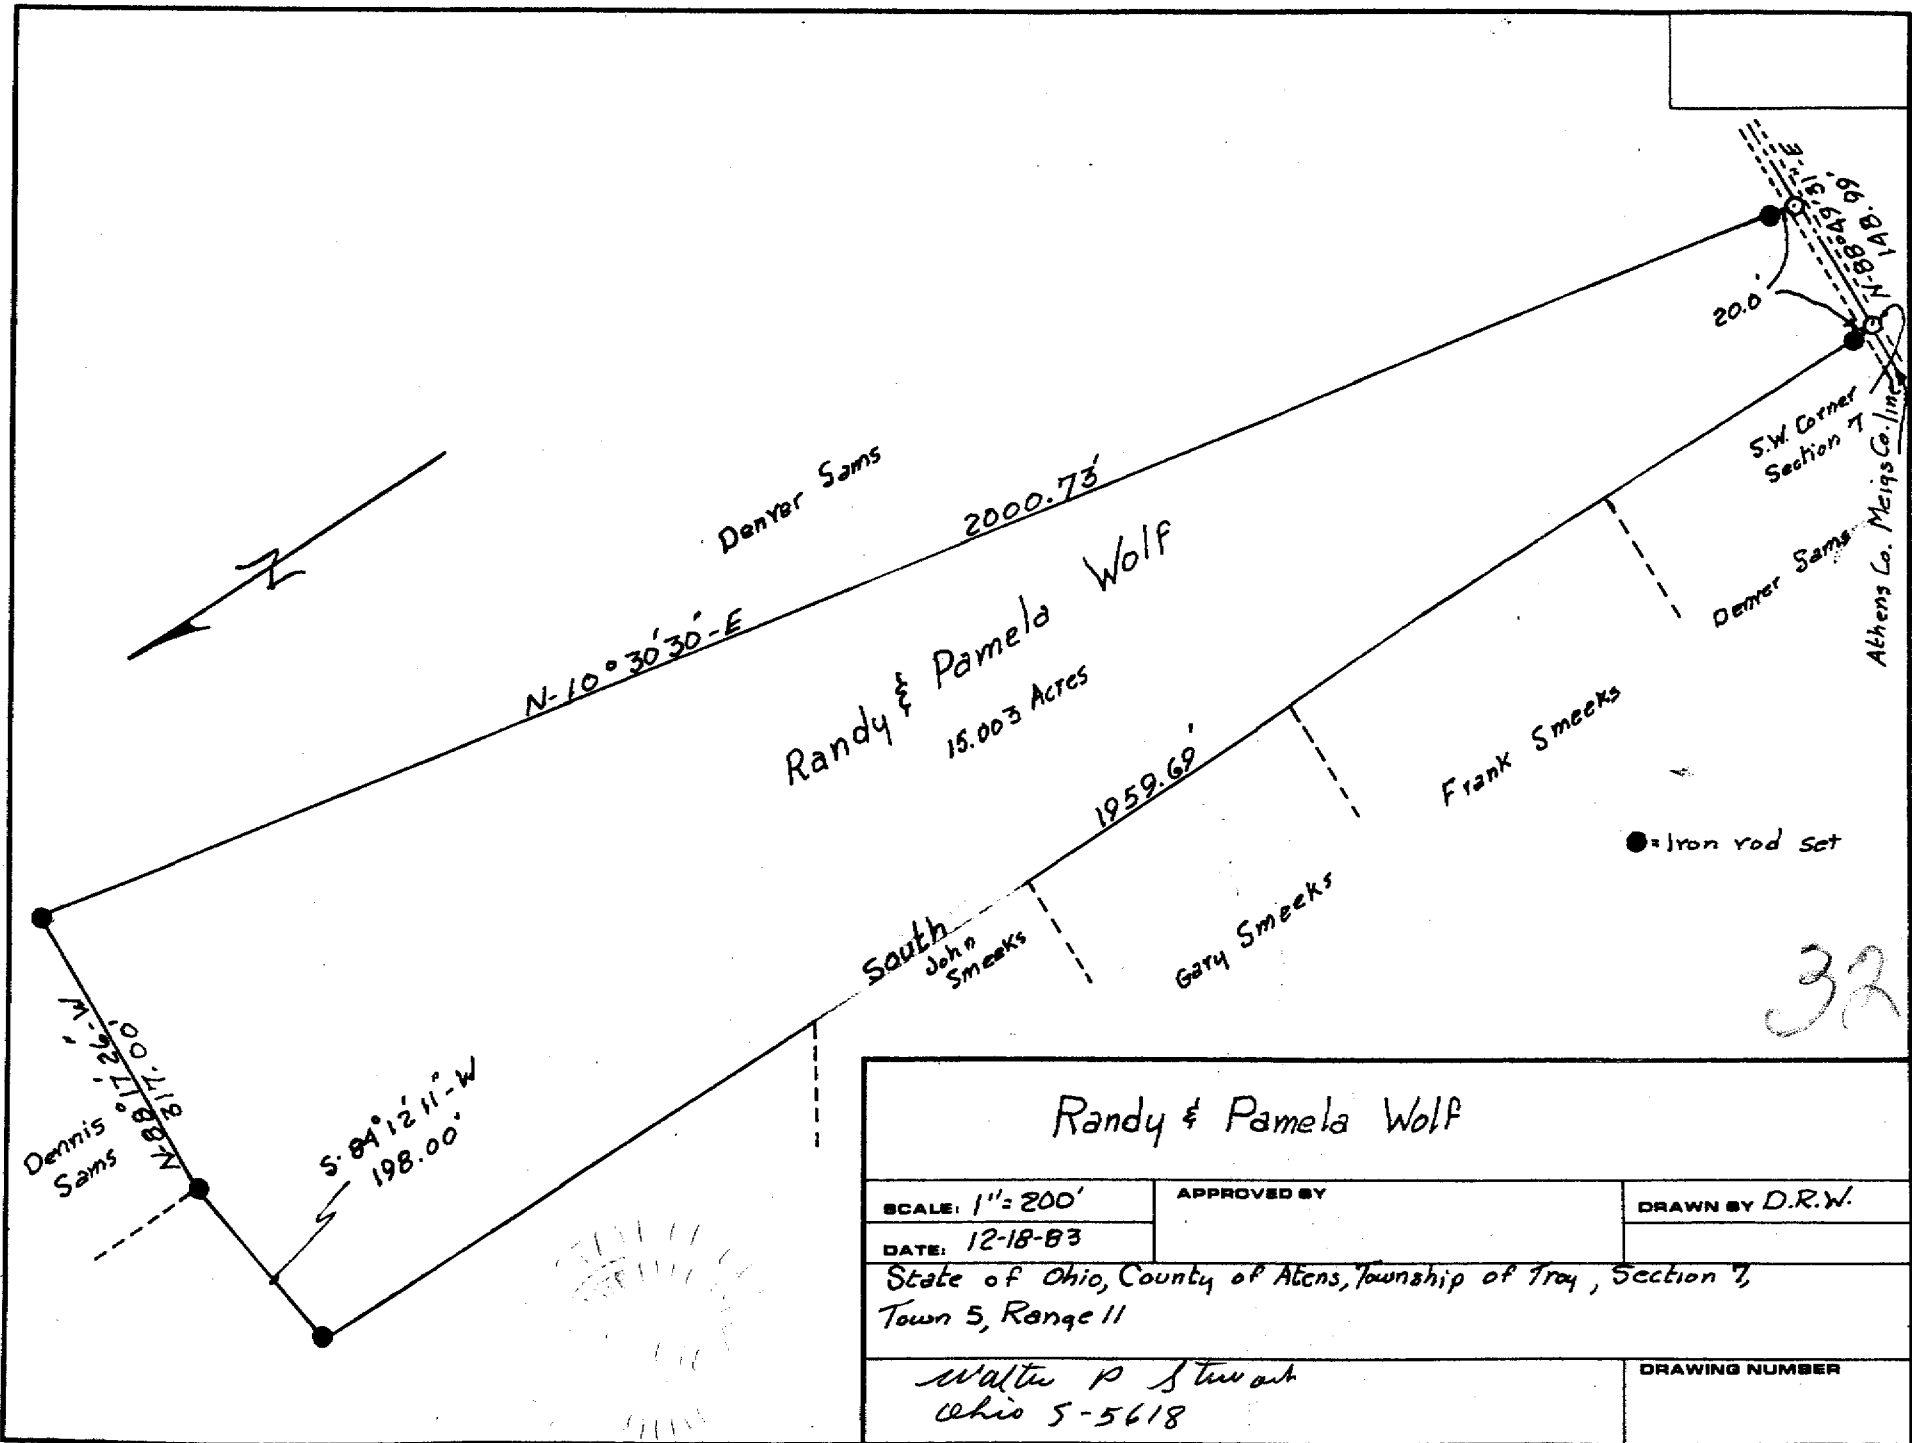 N-88°49'31"E
148.99'
20.0'
S.W. Corner
Section 7
Athens Co. Meigs Co. line
Denver Sams
2000.73'
N-10°30'30"-E
Randy & Pamela Wolf
15.003 Acres
1959.69'
South
Denver Sams
Frank Smeeks
Gary Smeeks
John
Smeeks
●=Iron rod set
N
N-88°17'26"-W
317.00'
Dennis
Sams
S-84°12'11"-W
198.00'
32
Randy & Pamela Wolf
SCALE: 1"=200'
APPROVED BY
DRAWN BY D.R.W.
DATE: 12-18-83
State of Ohio, County of Atens, Township of Troy, Section 7,
Town 5, Range 11
Walter P Stewart
Ohio S-5618
DRAWING NUMBER